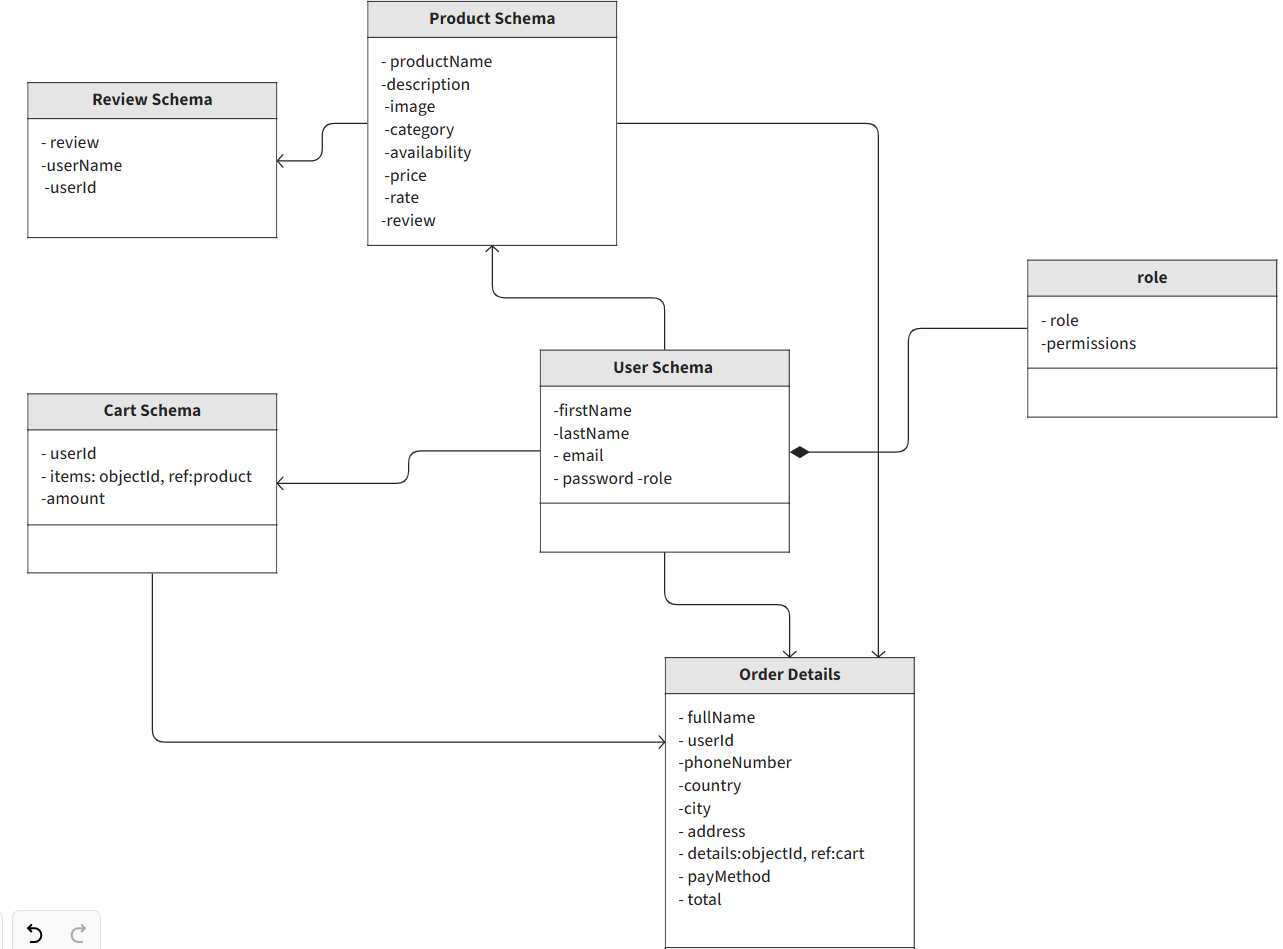 Product Schema
- productName
-description
-image
-category
-availability
-price
-rate
-review
Review Schema
- review
-userName
-userId
role
- role
-permissions
User Schema
-firstName
-lastName
- email
- password -role
Cart Schema
- userId
- items: objectId, ref:product
-amount
Order Details
- fullName
- userId
-phoneNumber
-country
-city
- address
- details:objectId, ref:cart
- payMethod
- total